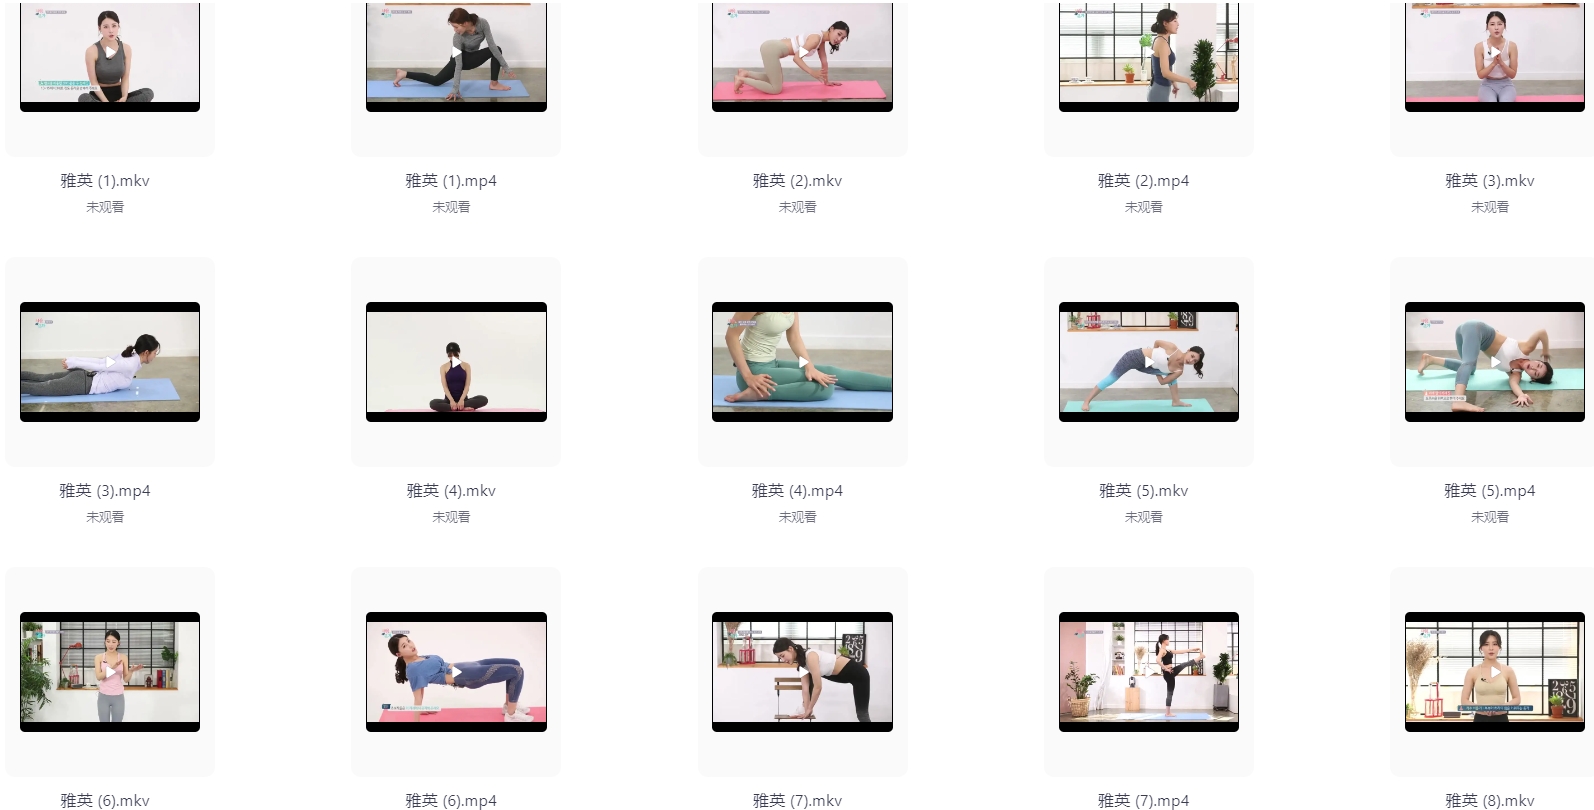 雅英 (1).mkv
雅英 (1).mp4
雅英 (2).mkv
雅英 (2).mp4
雅英 (3).mkv
未观看
未观看
未观看
未观看
未观看
雅英 (3).mp4
雅英 (4).mkv
雅英 (4).mp4
雅英 (5).mkv
雅英 (5).mp4
未观看
未观看
未观看
未观看
未观看
雅英 (6).mkv
雅英 (6).mp4
雅英 (7).mkv
雅英 (7).mp4
雅英 (8).mkv